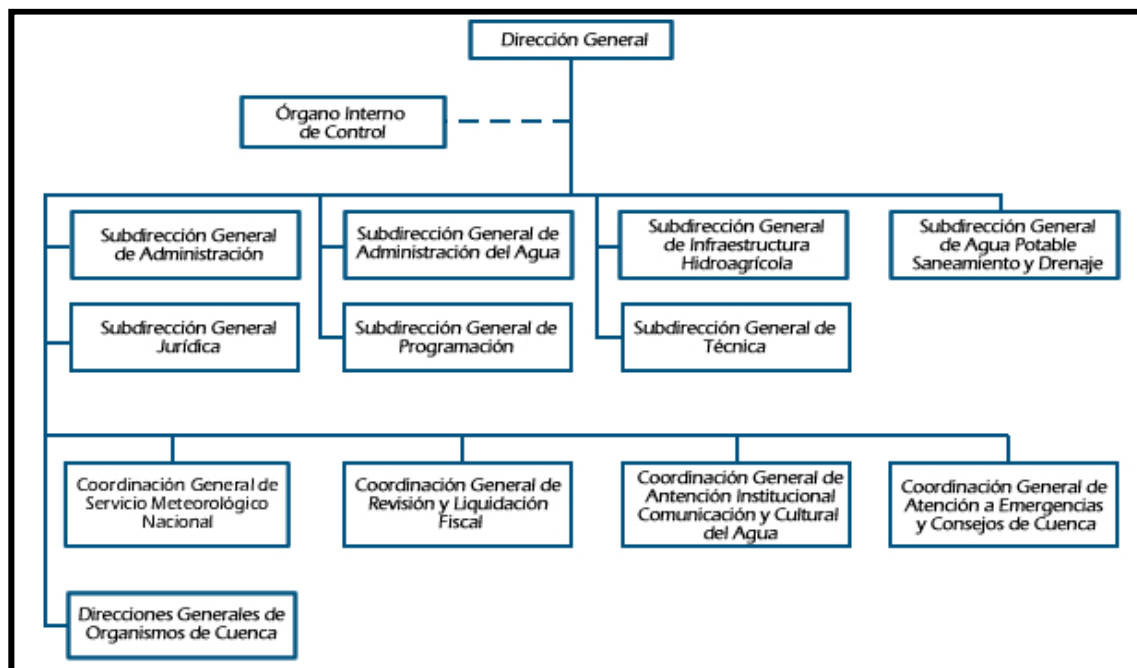 Dirección General
Órgano Interno
de Control
Subdirección General
de Administración
Subdirección General de
Administración del Agua
Subdirección General
de Infraestructura
Hidroagrícola
Subdirección General
de Agua Potable
Saneamiento y Drenaje
Subdirección General
Jurídica
Subdirección General de
Programación
Subdirección General de
Técnica
Coordinación General de
Servicio Meteorológico
Nacional
Coordinación General de
Revisión y Liquidación
Fiscal
Coordinación General de
Antención Institucional
Comunicación y Cultural
del Agua
Coordinación General de
Atención a Emergencias
y Consejos de Cuenca
Direcciones Generales de
Organismos de Cuenca